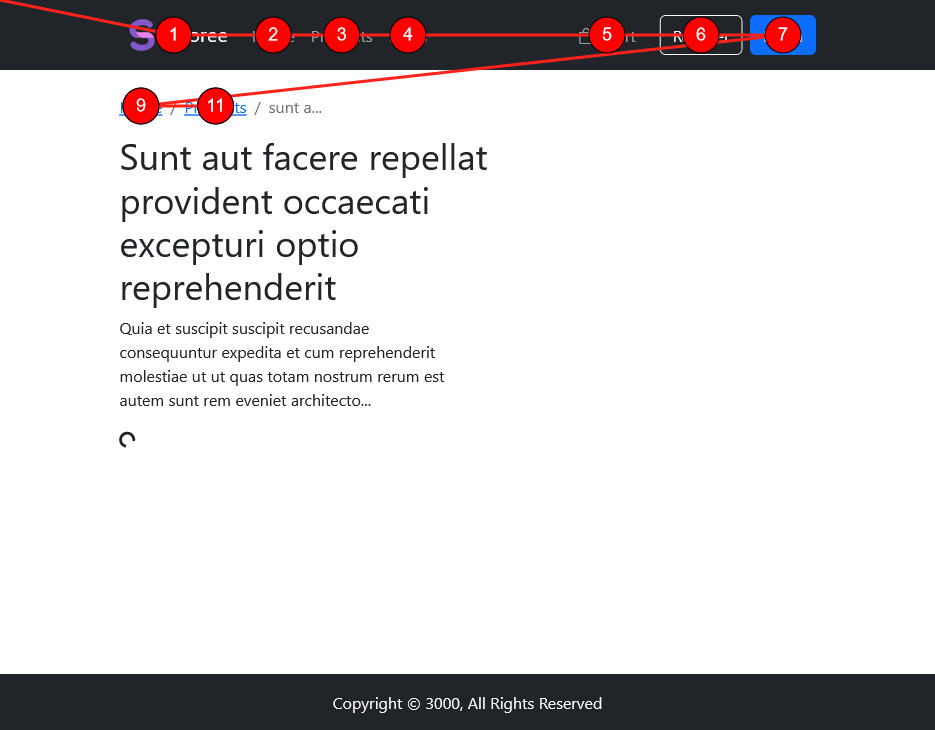 1 2 3 4 5 6 7
9 11
/ / sunt a...
Sunt aut facere repellat
provident occaecati
excepturi optio
reprehenderit
Quia et suscipit suscipit recusandae
consequuntur expedita et cum reprehenderit
molestiae ut ut quas totam nostrum rerum est
autem sunt rem eveniet architecto...
Copyright © 3000, All Rights Reserved